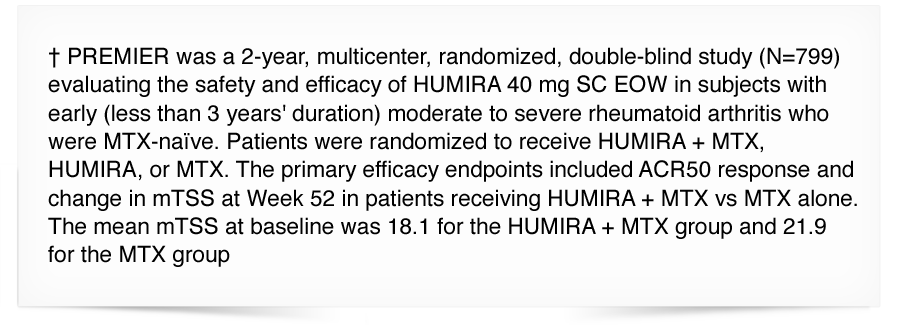 † PREMIER was a 2-year, multicenter, randomized, double-blind study (N=799)
evaluating the safety and efficacy of HUMIRA 40 mg SC EOW in subjects with
early (less than 3 years' duration) moderate to severe rheumatoid arthritis who
were MTX-naïve. Patients were randomized to receive HUMIRA + MTX,
HUMIRA, or MTX. The primary efficacy endpoints included ACR50 response and
change in mTSS at Week 52 in patients receiving HUMIRA + MTX vs MTX alone.
The mean mTSS at baseline was 18.1 for the HUMIRA + MTX group and 21.9
for the MTX group